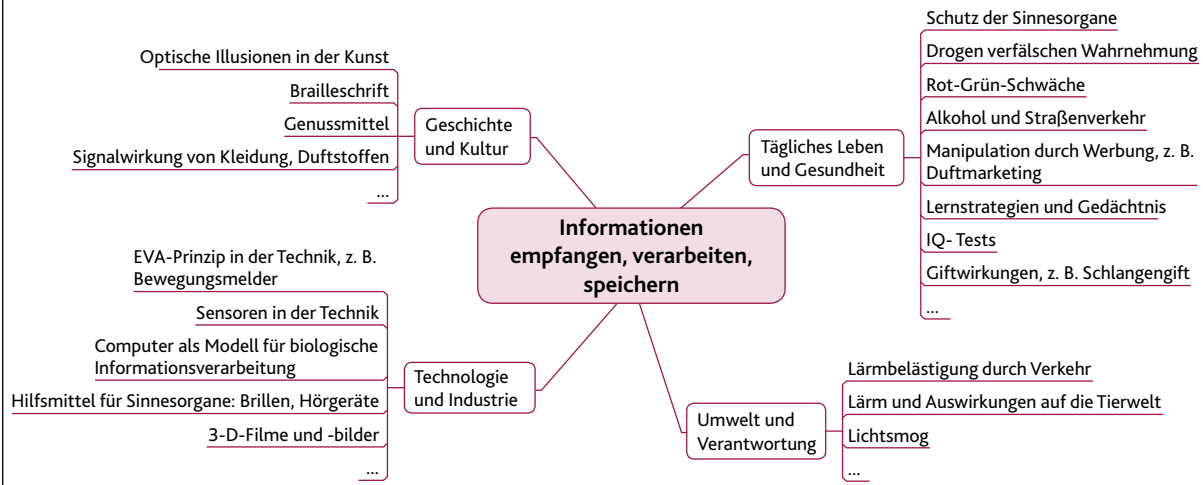 Optische Illusionen in der Kunst
Brailleschrift
Genussmittel
Signalwirkung von Kleidung, Duftstoffen
...
Geschichte
und Kultur
Schutz der Sinnesorgane
Drogen verfälschen Wahrnehmung
Rot-Grün-Schwäche
Alkohol und Straßenverkehr
Manipulation durch Werbung, z. B.
Duftmarketing
Lernstrategien und Gedächtnis
IQ- Tests
Giftwirkungen, z. B. Schlangengift
...
Tägliches Leben
und Gesundheit
Informationen
empfangen, verarbeiten,
speichern
EVA-Prinzip in der Technik, z. B.
Bewegungsmelder
Sensoren in der Technik
Computer als Modell für biologische
Informationsverarbeitung
Hilfsmittel für Sinnesorgane: Brillen, Hörgeräte
3-D-Filme und -bilder
...
Technologie
und Industrie
Umwelt und
Verantwortung
Lärmbelästigung durch Verkehr
Lärm und Auswirkungen auf die Tierwelt
Lichtsmog
...